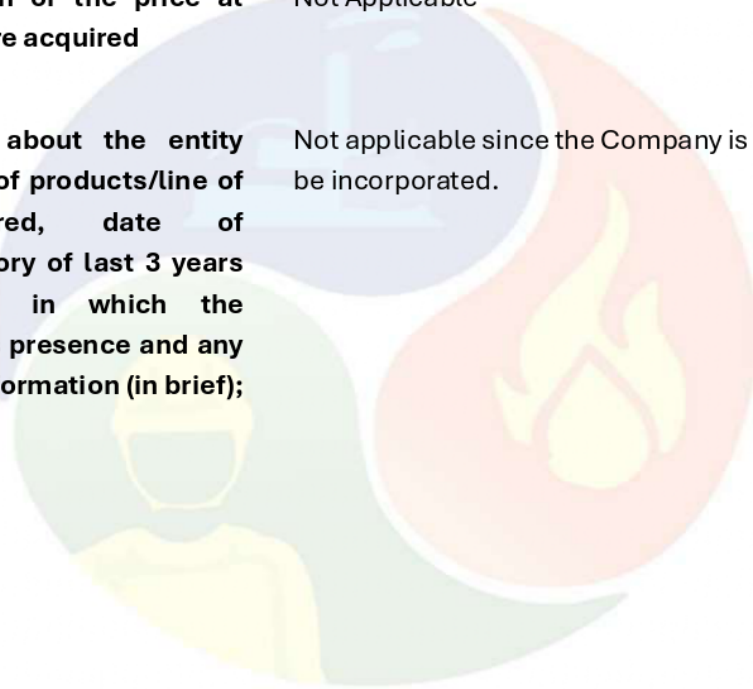 of the price at
Not Applicable
re acquired
about the entity
Not applicable since the Company is
of products/line of
be incorporated.
red, date of
ory of last 3 years
in which the
presence and any
ormation (in brief);